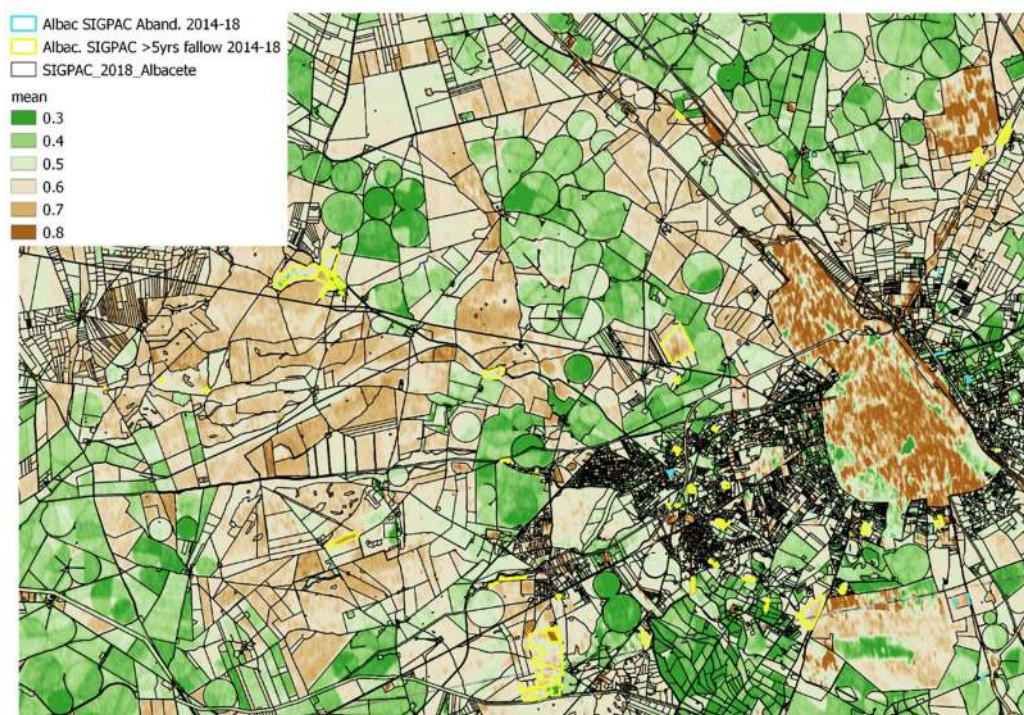 Albac SIGPAC Aband. 2014-18
Albac. SIGPAC >5yrs fallow 2014-18
SIGPAC_2018_Albacete
mean
0.3
0.4
0.5
0.6
0.7
0.8